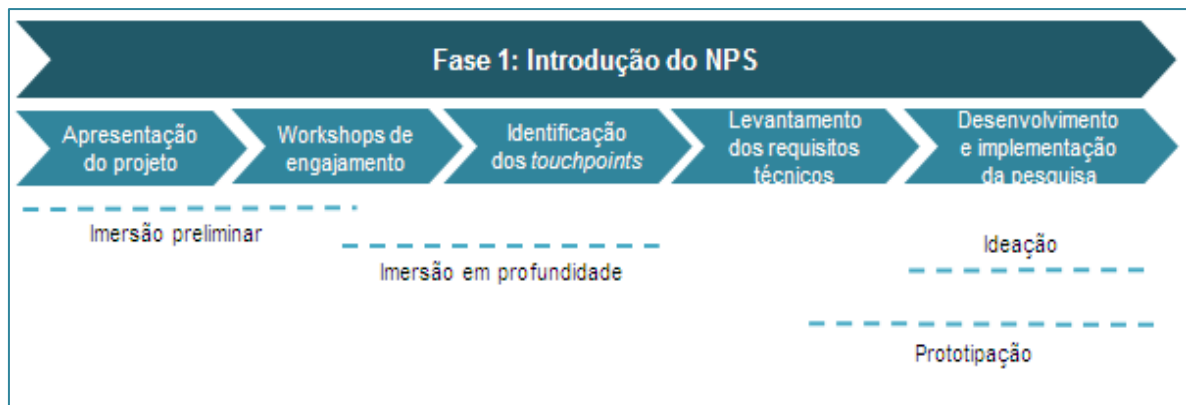 Fase 1: Introdução do NPS
Apresentação
do projeto
Workshops de
engajamento
Identificação
dos touchpoints
Levantamento
dos requisitos
técnicos
Desenvolvimento
e implementação
da pesquisa
Imersão preliminar
Imersão em profundidade
Ideação
Prototipação